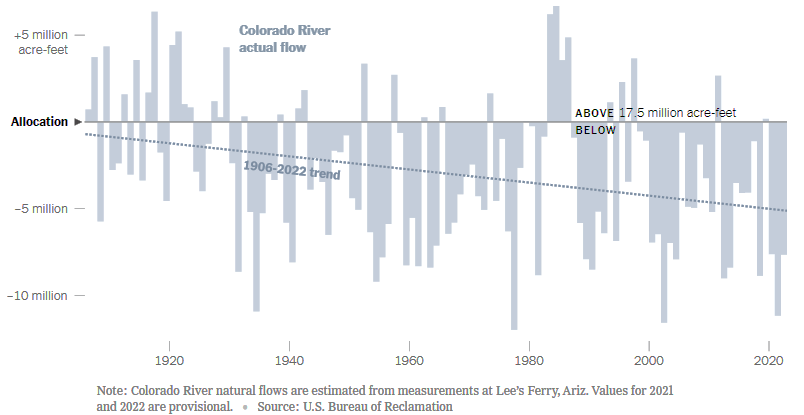 +5 million
acre-feet
Colorado River
actual flow
Allocation
ABOVE 17.5 million acre-feet
BELOW
1906-2022 trend
−5 million
−10 million
1920 1940 1960 1980 2000 2020
Note: Colorado River natural flows are estimated from measurements at Lee’s Ferry, Ariz. Values for 2021
and 2022 are provisional. • Source: U.S. Bureau of Reclamation